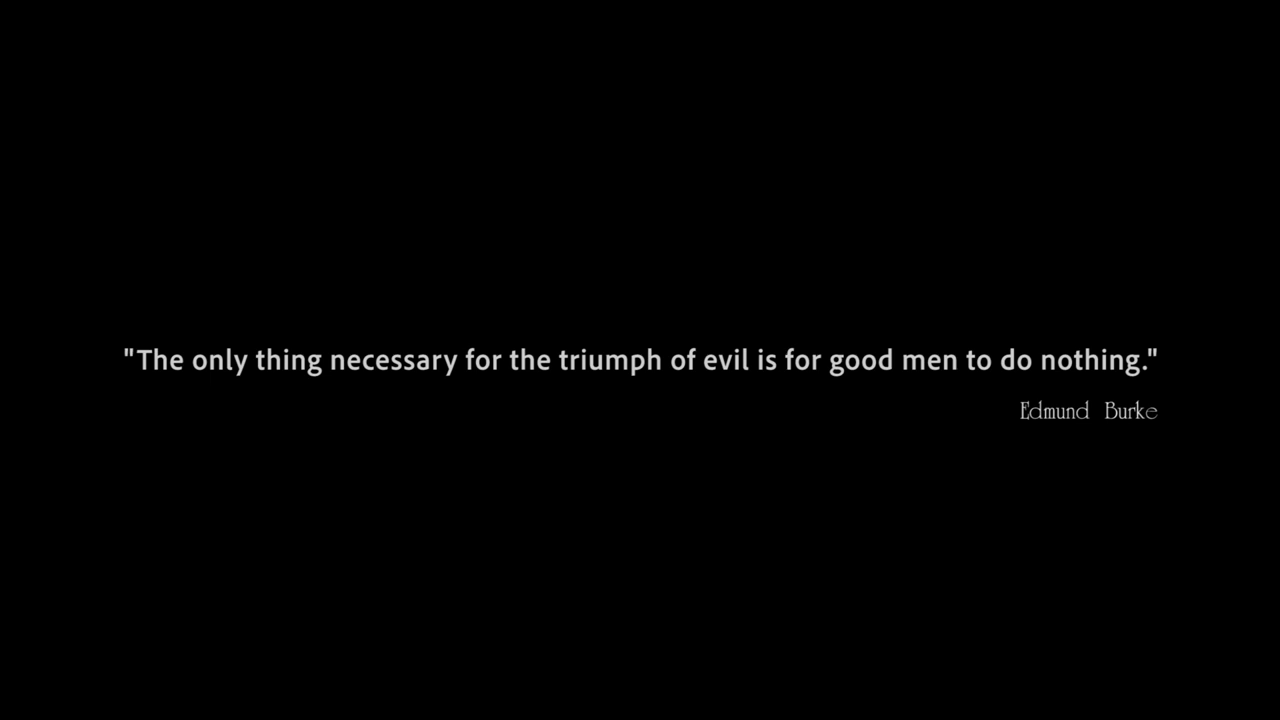 "The only thing necessary for the triumph of evil is for good men to do nothing."
Edmund Burke